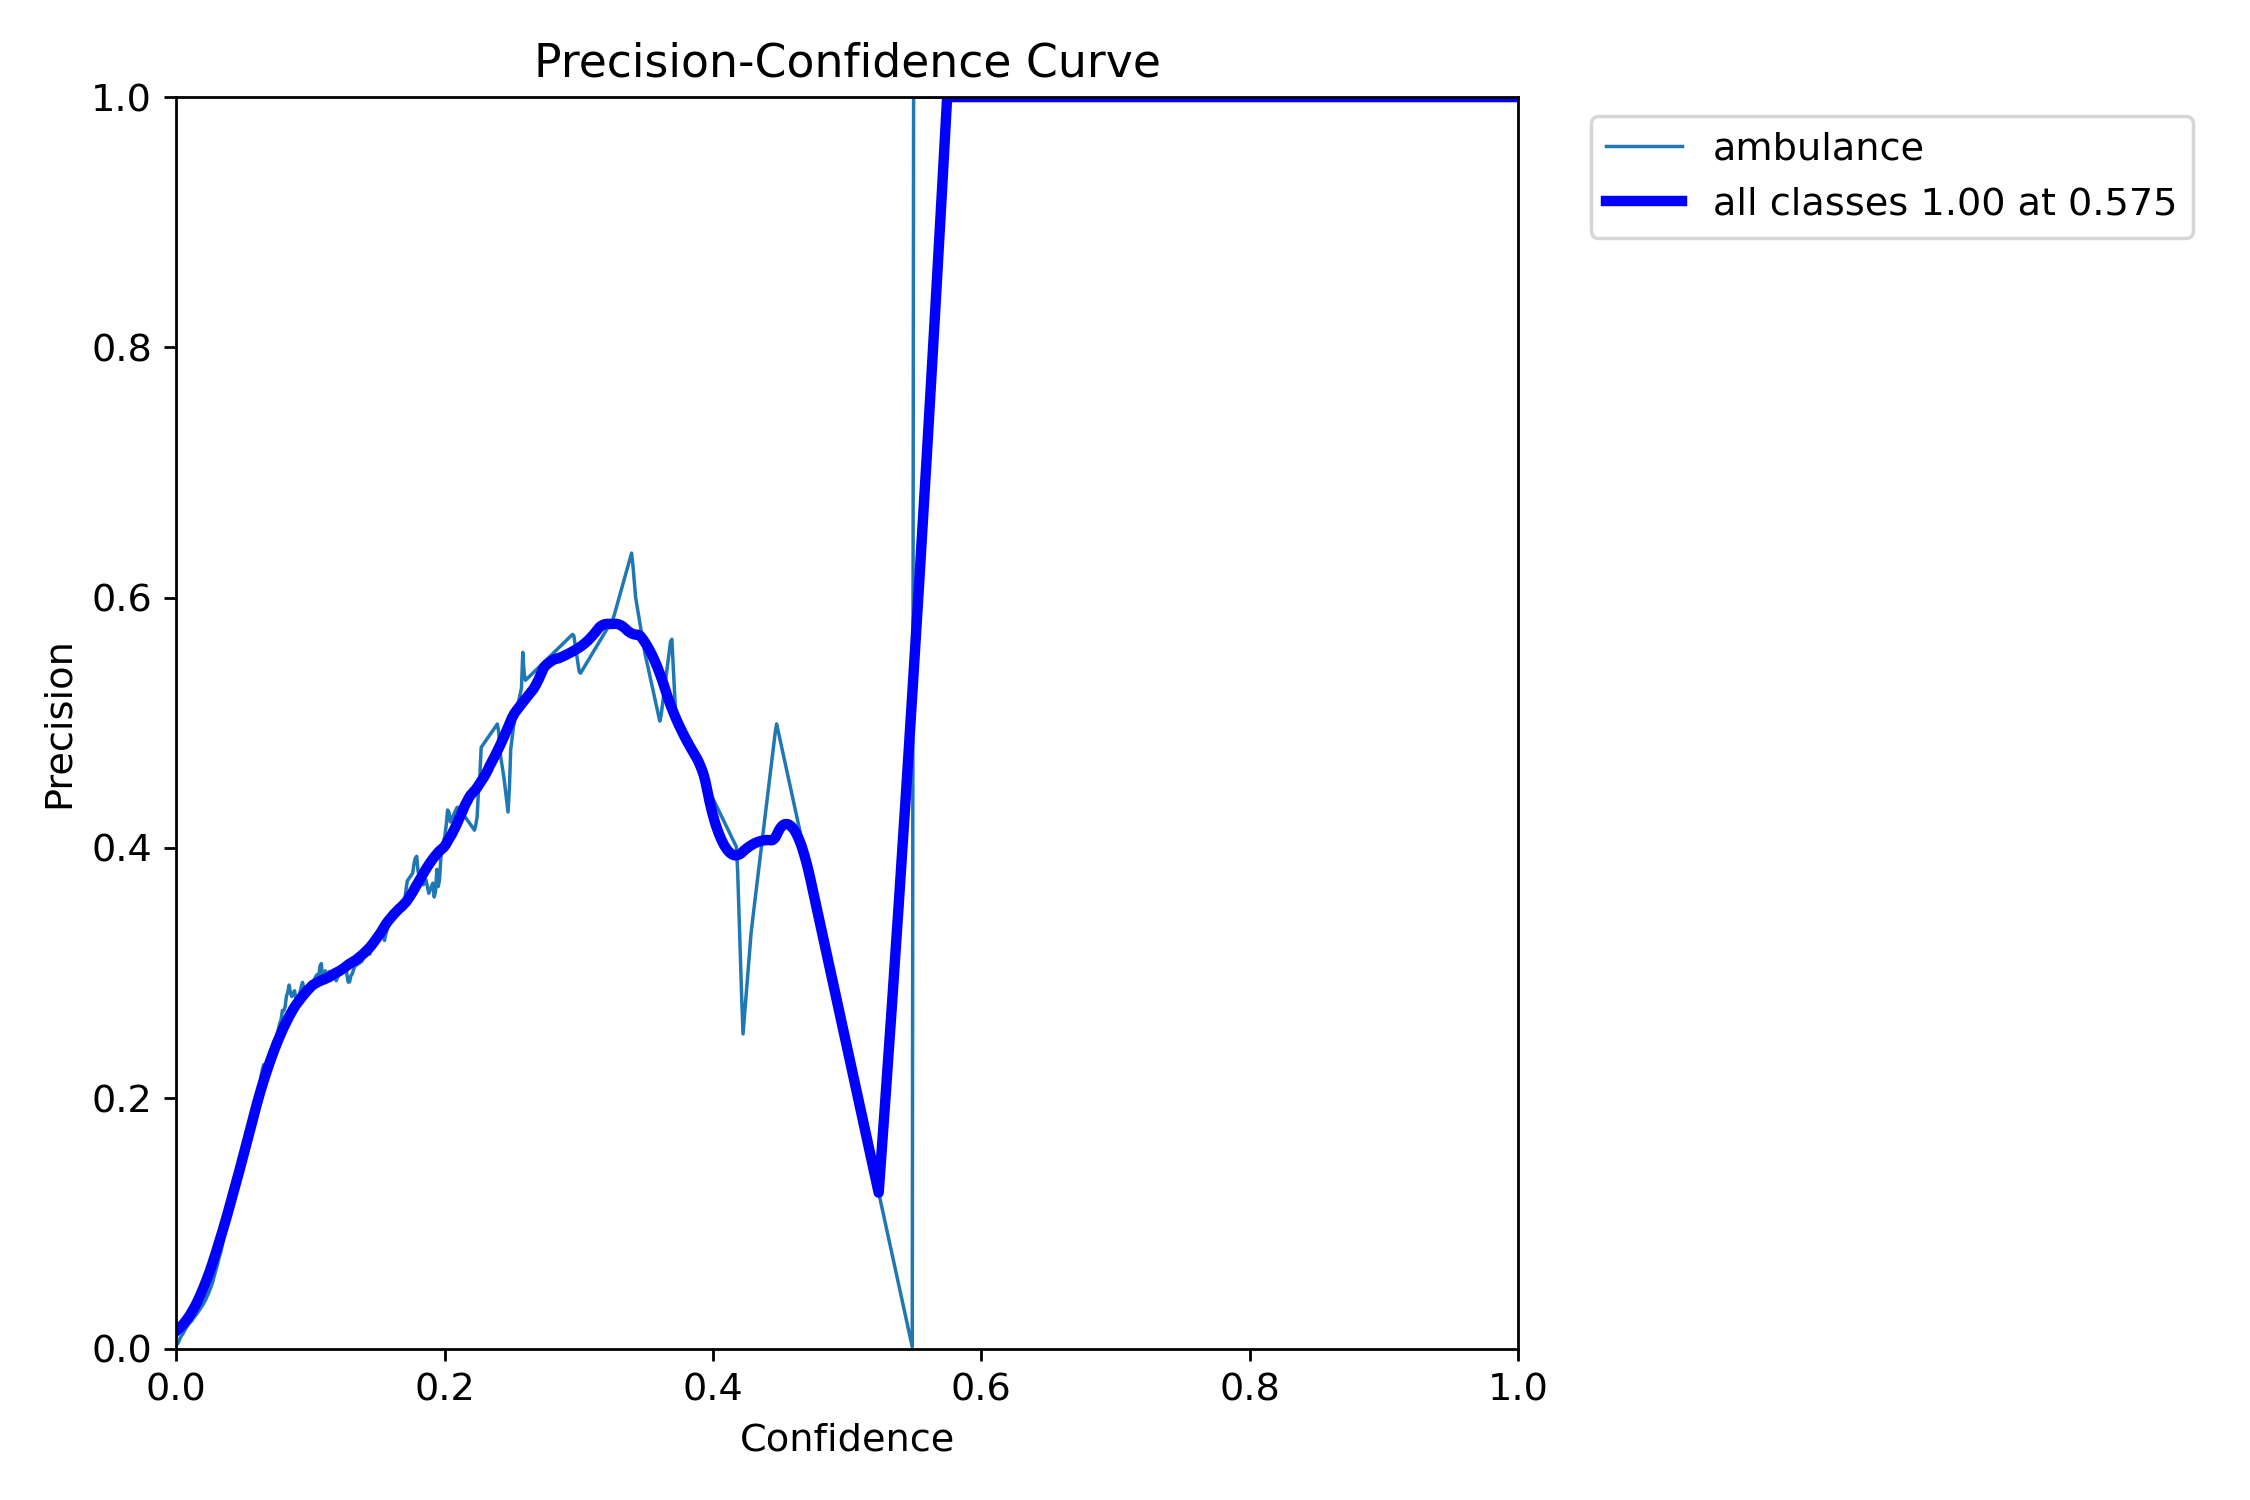 Precision-Confidence Curve
1.0
0.8
0.6
0.4
0.2
0.0
Precision
0.0 0.2 0.4 0.6 0.8 1.0
Confidence
ambulance
all classes 1.00 at 0.575